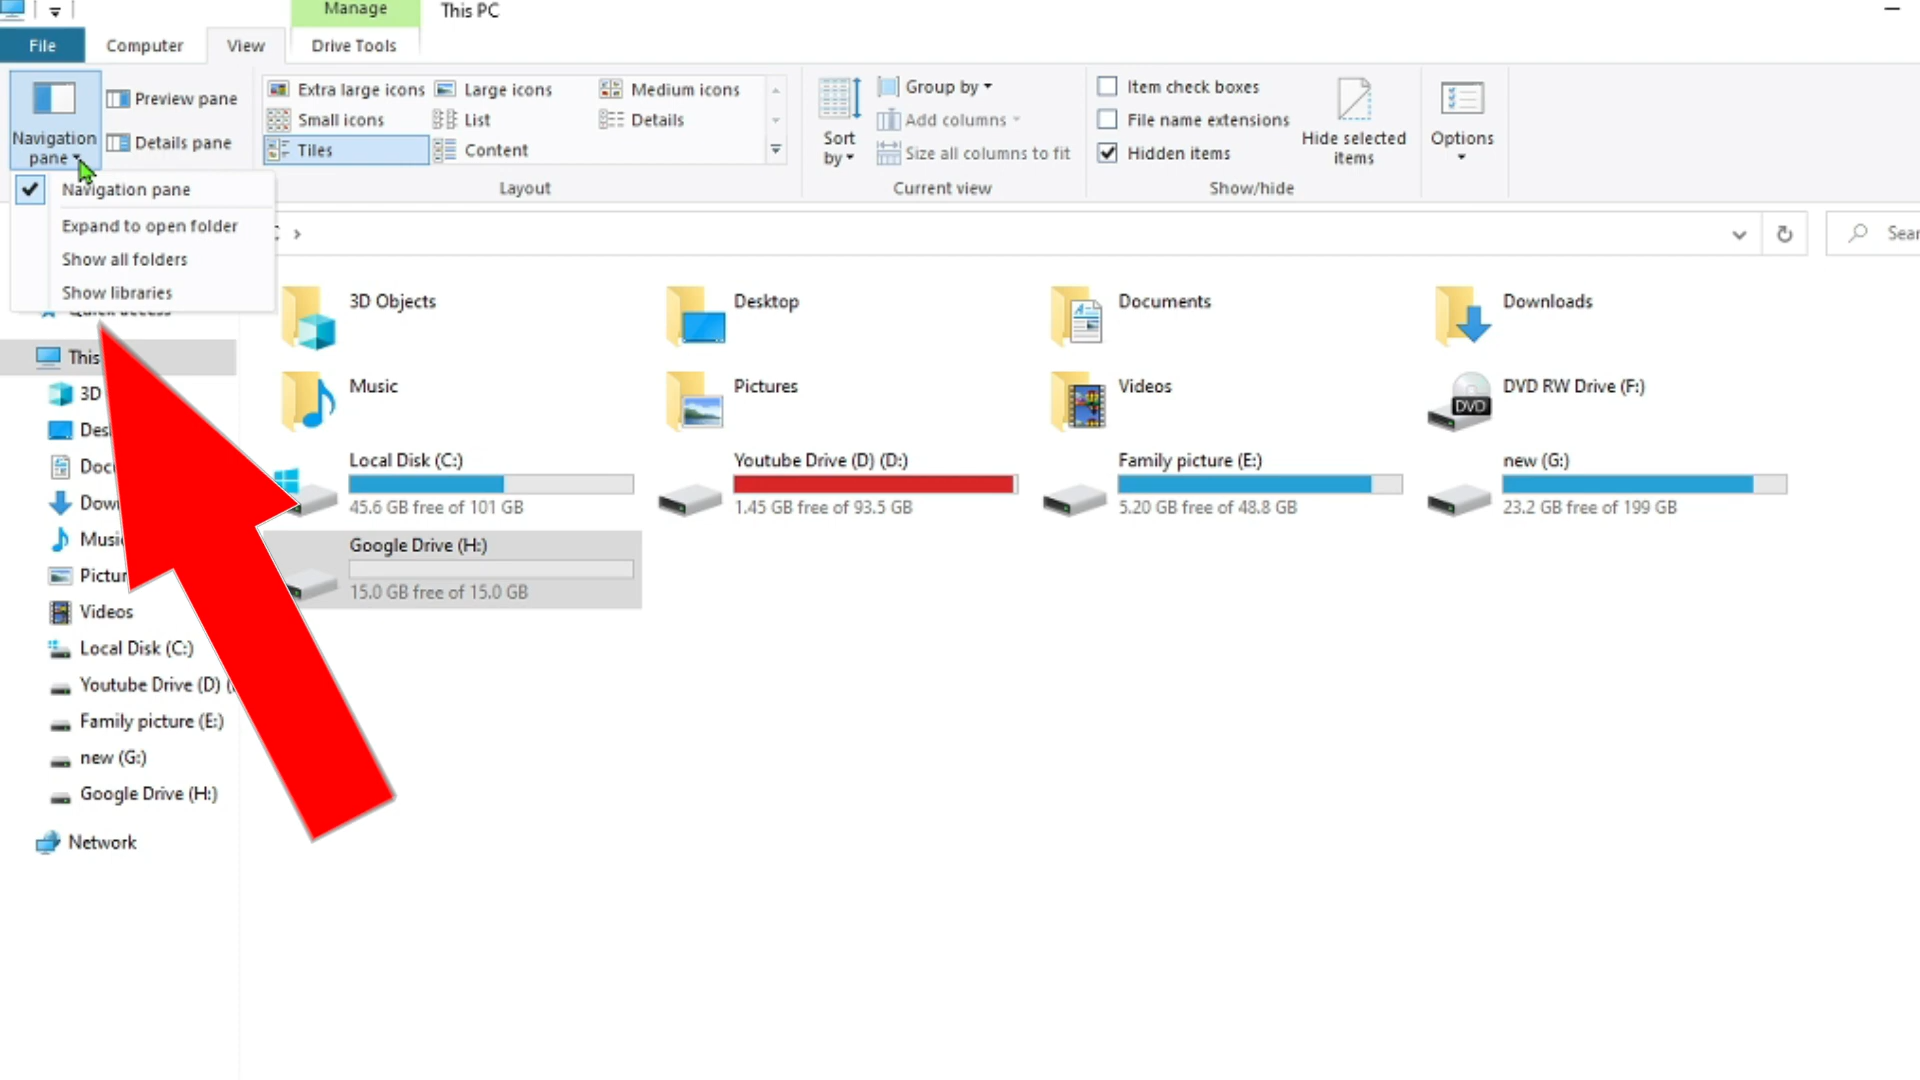 Manage
This PC
File
Computer
View
Drive Tools
Navigation
pane
Preview pane
Details pane
Extra large icons
Large icons
Medium icons
Small icons
List
Details
Tiles
Content
Layout
Sort
by
Group by
Add columns
Size all columns to fit
Current view
Item check boxes
File name extensions
Hidden items
Hide selected
items
Show/hide
Options
Navigation pane
Expand to open folder
Show all folders
Show libraries
Quick access
This
3D
Music
Videos
Local Disk (C:)
Youtube Drive (D) (
Family picture (E:)
new (G:)
Google Drive (H:)
Network
3D Objects
Desktop
Documents
Downloads
Music
Pictures
Videos
DVD RW Drive (F:)
DVD
Local Disk (C:)
45.6 GB free of 101 GB
Youtube Drive (D) (D:)
1.45 GB free of 93.5 GB
Family picture (E:)
5.20 GB free of 48.8 GB
new (G:)
23.2 GB free of 199 GB
Google Drive (H:)
15.0 GB free of 15.0 GB